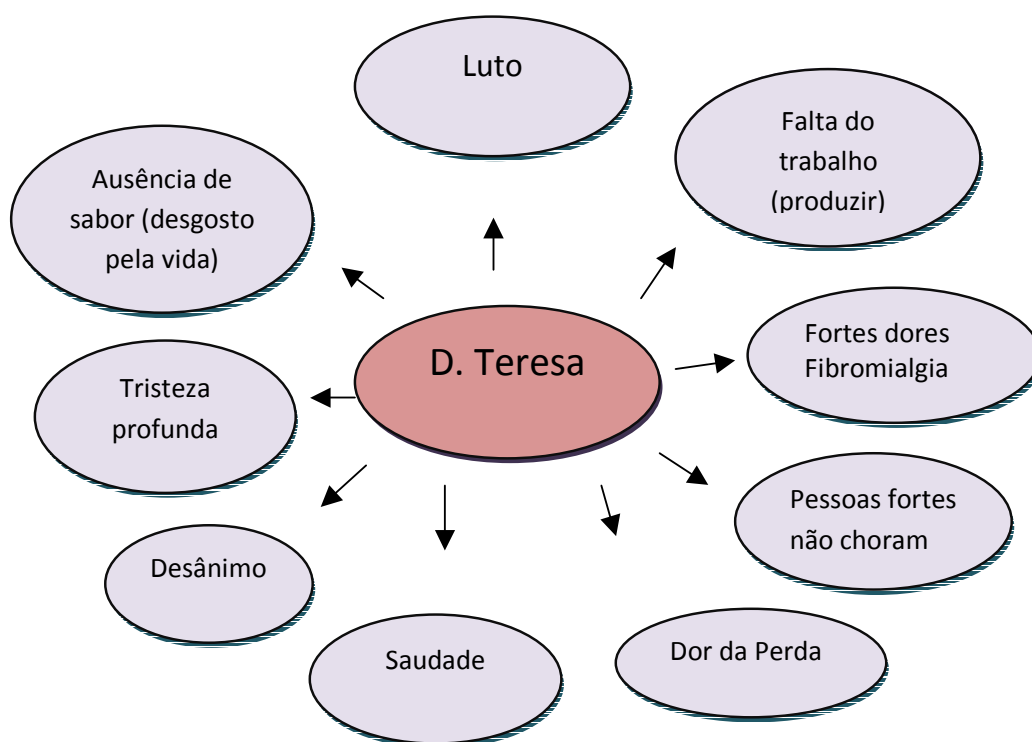 Luto
Falta do
trabalho
(produzir)
Ausência de
sabor (desgosto
pela vida)
D. Teresa
Fortes dores
Fibromialgia
Tristeza
profunda
Pessoas fortes
não choram
Desânimo
Saudade
Dor da Perda